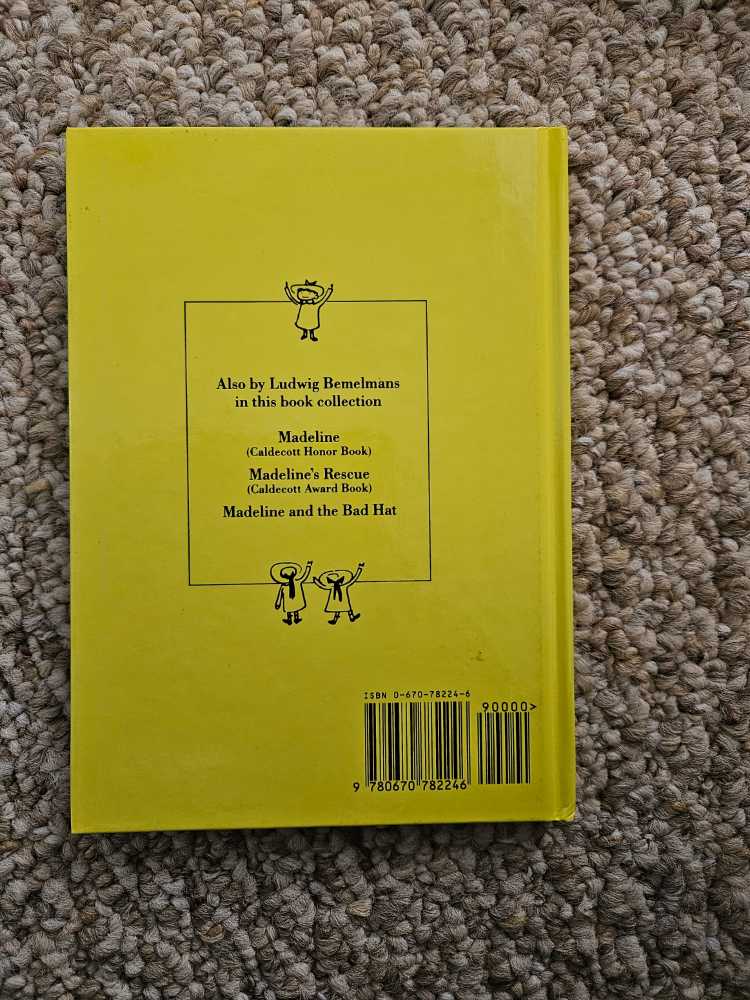 Also by Ludwig Bemelmans
in this book collection
Madeline
(Caldecott Honor Book)
Madeline's Rescue
(Caldecott Award Book)
Madeline and the Bad Hat
ISBN 0-670-78224-6
90000>
9 780670 782246